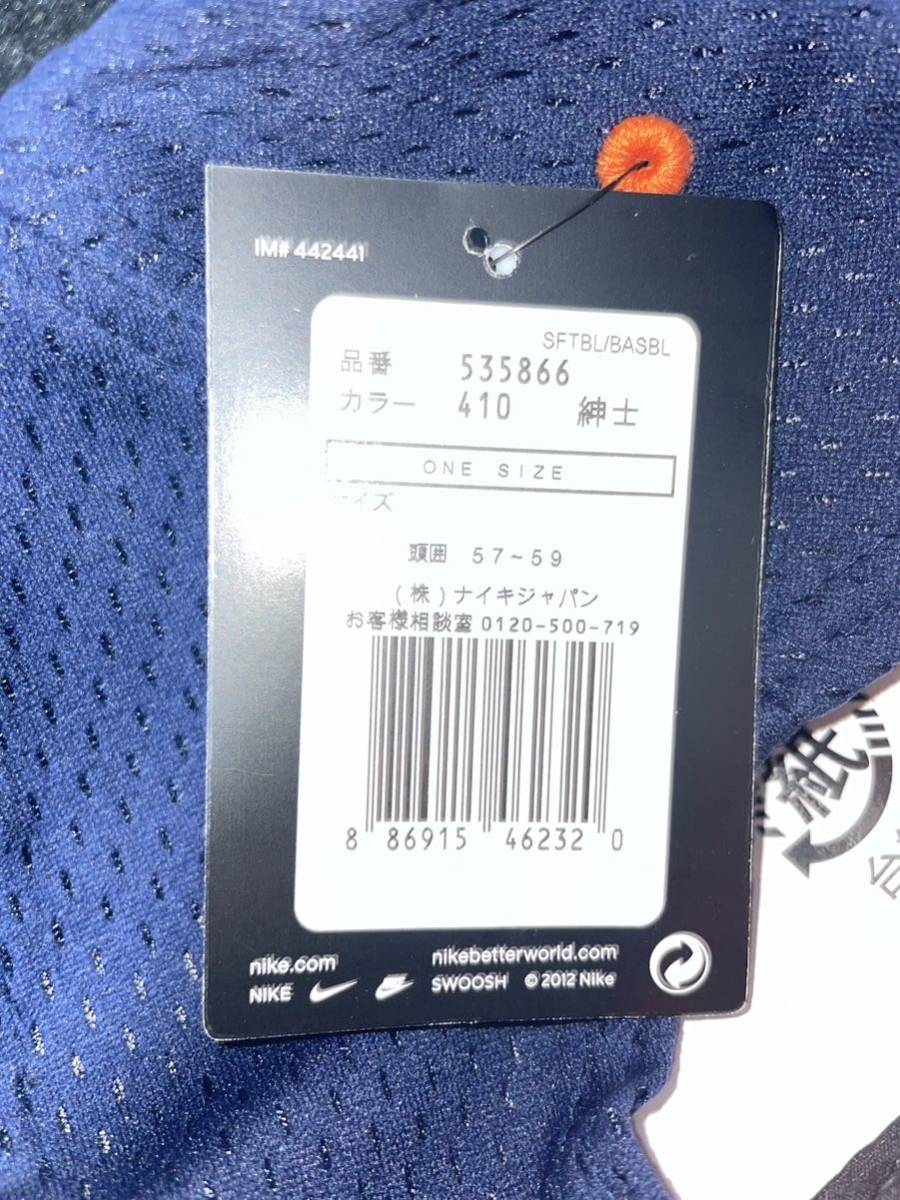 IM# 442441
SFTBL/BASBL
品番 535866
カラー 410 紳士
ONE SIZE
イズ
頭囲 57~59
(株)ナイキジャパン
お客様相談室 0120-500-719
8 86915 46232 0
nike.com nikebetterworld.com
NIKE SWOOSH © 2012 Nike
紙